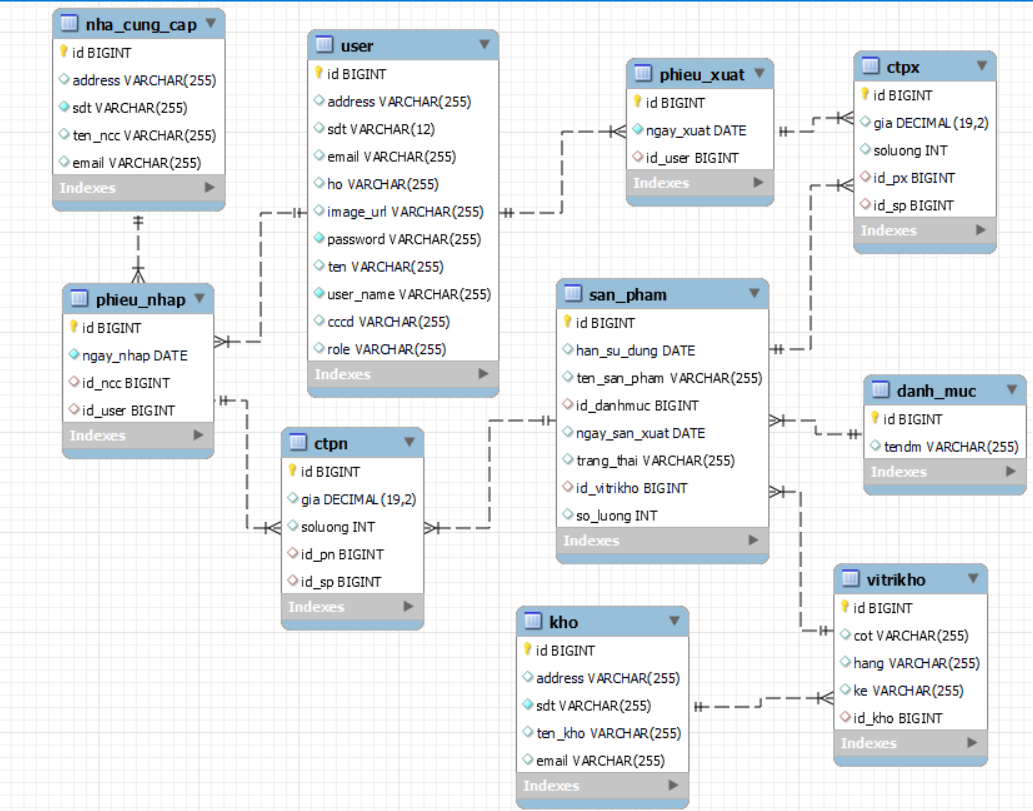 nha_cung_cap
id BIGINT
address VARCHAR(255)
sdt VARCHAR(255)
ten_ncc VARCHAR(255)
email VARCHAR(255)
Indexes
user
id BIGINT
address VARCHAR(255)
sdt VARCHAR(12)
email VARCHAR(255)
ho VARCHAR(255)
image_url VARCHAR(255)
password VARCHAR(255)
ten VARCHAR(255)
user_name VARCHAR(255)
cccd VARCHAR(255)
role VARCHAR(255)
Indexes
phieu_xuat
id BIGINT
ngay_xuat DATE
id_user BIGINT
Indexes
ctpx
id BIGINT
gia DECIMAL(19,2)
soluong INT
id_px BIGINT
id_sp BIGINT
Indexes
phieu_nhap
id BIGINT
ngay_nhap DATE
id_ncc BIGINT
id_user BIGINT
Indexes
ctpn
id BIGINT
gia DECIMAL(19,2)
soluong INT
id_pn BIGINT
id_sp BIGINT
Indexes
san_pham
id BIGINT
han_su_dung DATE
ten_san_pham VARCHAR(255)
id_danhmuc BIGINT
ngay_san_xuat DATE
trang_thai VARCHAR(255)
id_vitrikho BIGINT
so_luong INT
Indexes
danh_muc
id BIGINT
tendm VARCHAR(255)
Indexes
kho
id BIGINT
address VARCHAR(255)
sdt VARCHAR(255)
ten_kho VARCHAR(255)
email VARCHAR(255)
Indexes
vitrikho
id BIGINT
cot VARCHAR(255)
hang VARCHAR(255)
ke VARCHAR(255)
id_kho BIGINT
Indexes